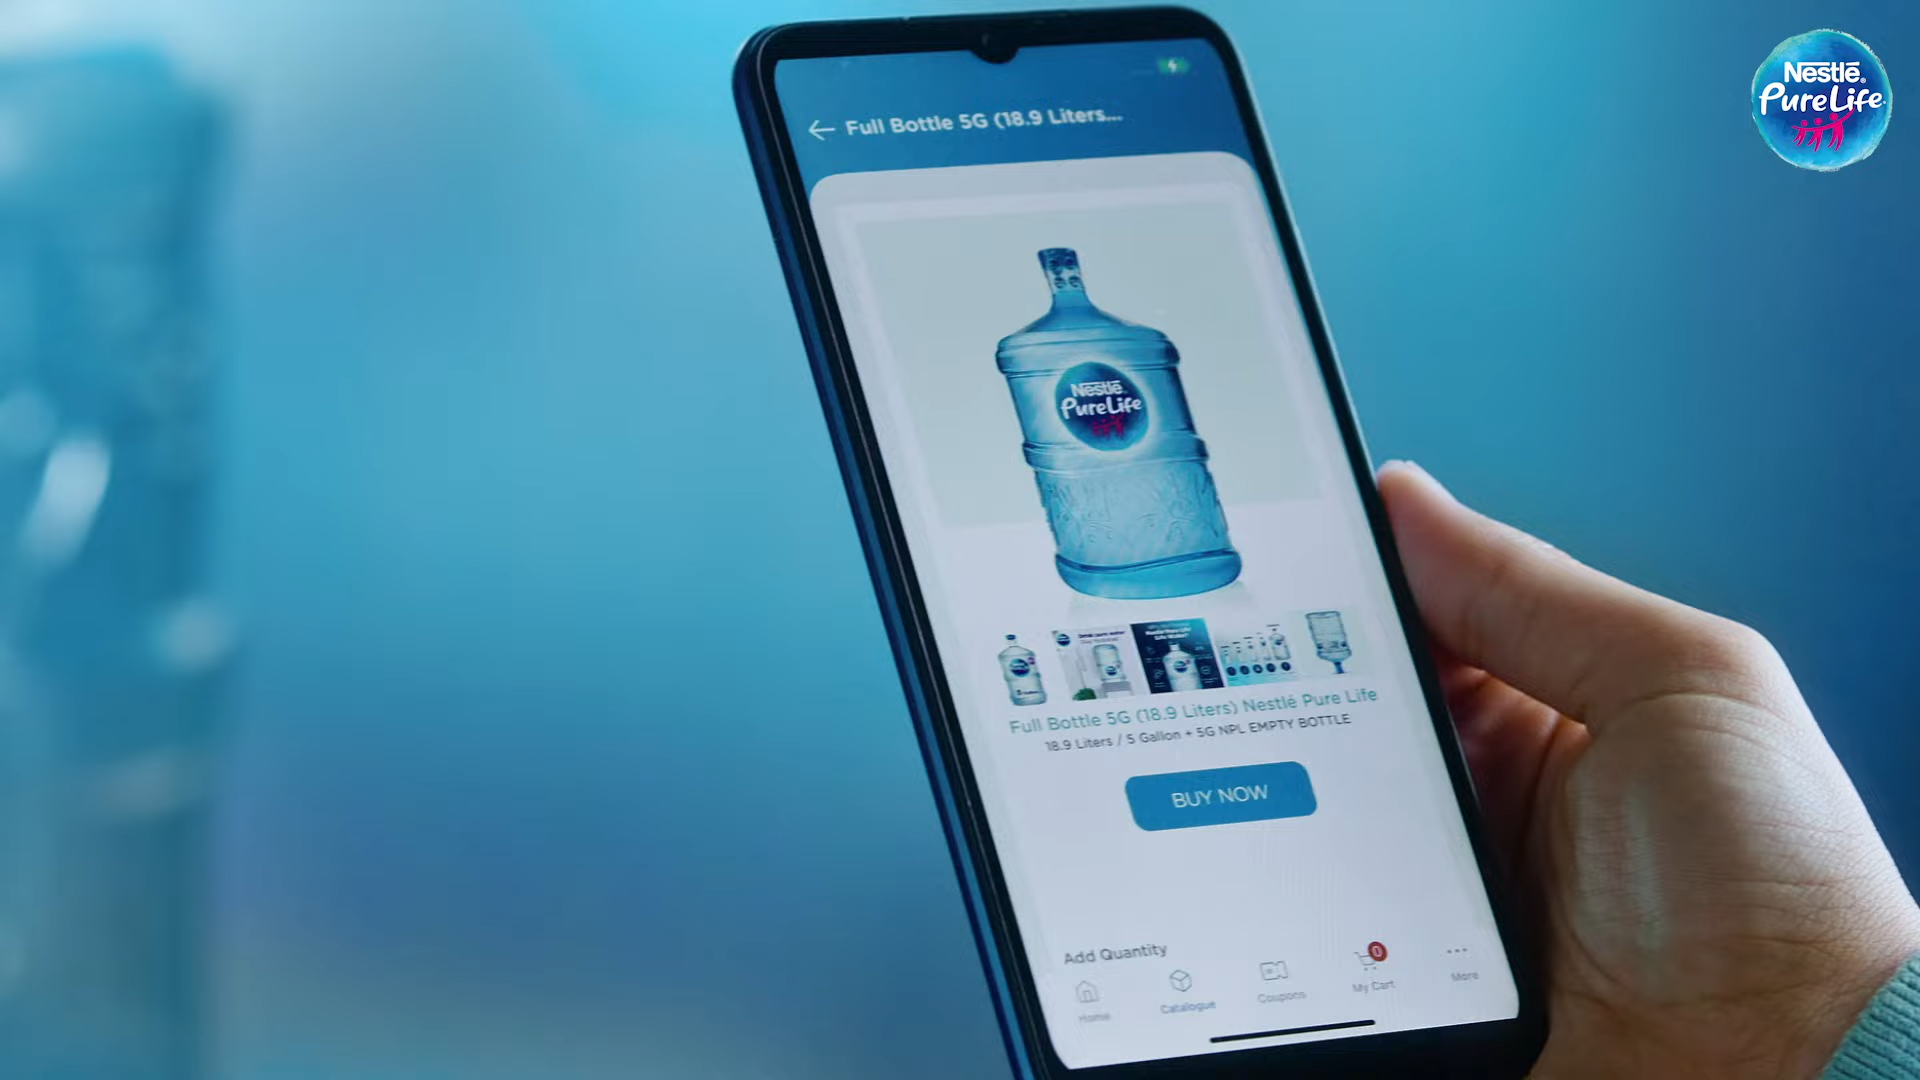 Nestlé
PureLife
Full Bottle 5G (18.9 Liters...
Nestlé
PureLife
Full Bottle 5G (18.9 Liters) Nestlé Pure Life
18.9 Liters / 5 Gallon + 5G NPL EMPTY BOTTLE
BUY NOW
Add Quantity
0
Home
Catalogue
Coupons
My Cart
More